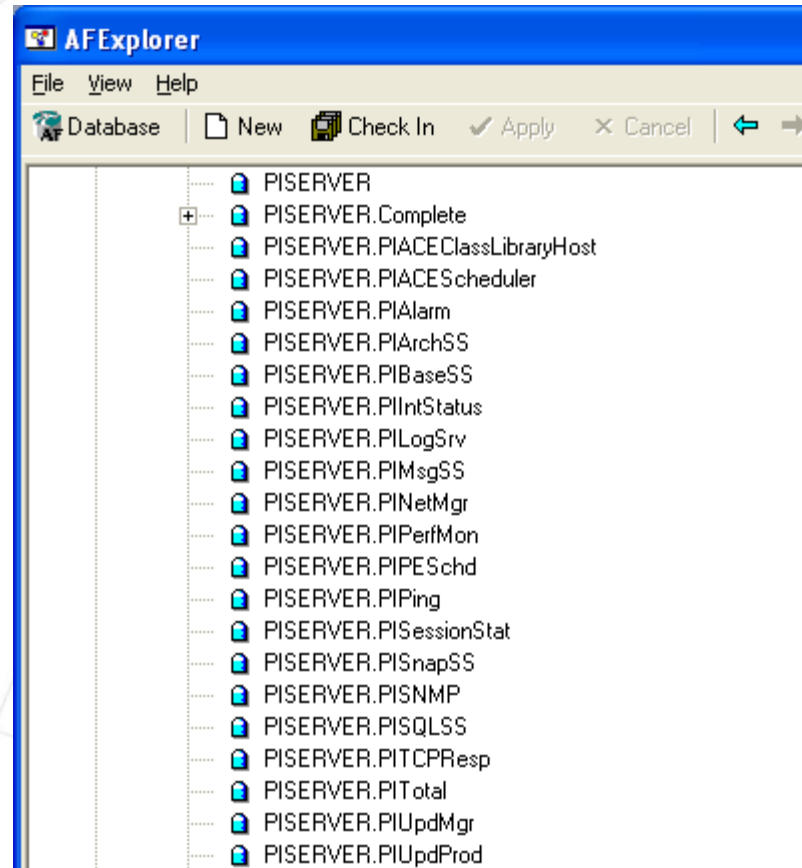 AFExplorer
File View Help
Database New Check In Apply Cancel
PISERVER
PISERVER.Complete
PISERVER.PIACEClassLibraryHost
PISERVER.PIACEScheduler
PISERVER.PIAlarm
PISERVER.PIArchSS
PISERVER.PIBaseSS
PISERVER.PIIntStatus
PISERVER.PILogSrv
PISERVER.PIMsgSS
PISERVER.PINetMgr
PISERVER.PIPerfMon
PISERVER.PIPESchd
PISERVER.PIPing
PISERVER.PISessionStat
PISERVER.PISnapSS
PISERVER.PISNMP
PISERVER.PISQLSS
PISERVER.PITCPResp
PISERVER.PITotal
PISERVER.PIUpdMgr
PISERVER.PIUpdProd